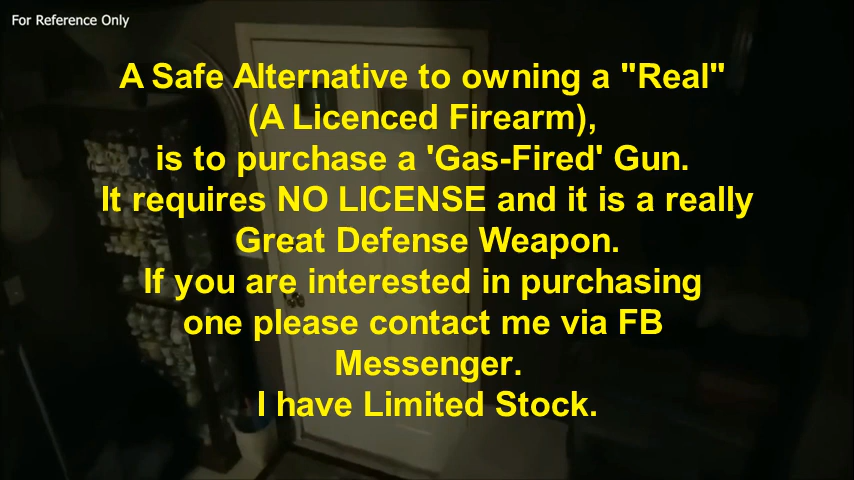 For Reference Only
A Safe Alternative to owning a "Real"
(A Licenced Firearm),
is to purchase a 'Gas-Fired' Gun.
It requires NO LICENSE and it is a really
Great Defense Weapon.
If you are interested in purchasing
one please contact me via FB
Messenger.
I have Limited Stock.